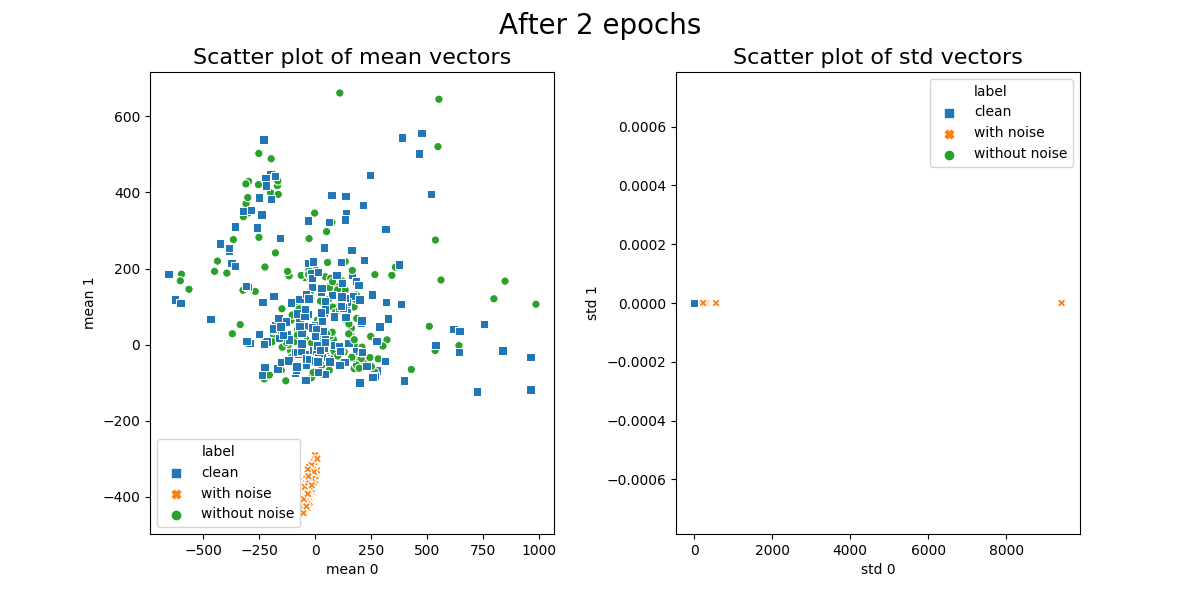 After 2 epochs
Scatter plot of mean vectors
mean 1
600
400
200
0
−200
−400
label
clean
with noise
without noise
−500
−250
0
250
500
750
1000
mean 0
Scatter plot of std vectors
std 1
0.0006
0.0004
0.0002
0.0000
−0.0002
−0.0004
−0.0006
label
clean
with noise
without noise
0
2000
4000
6000
8000
std 0